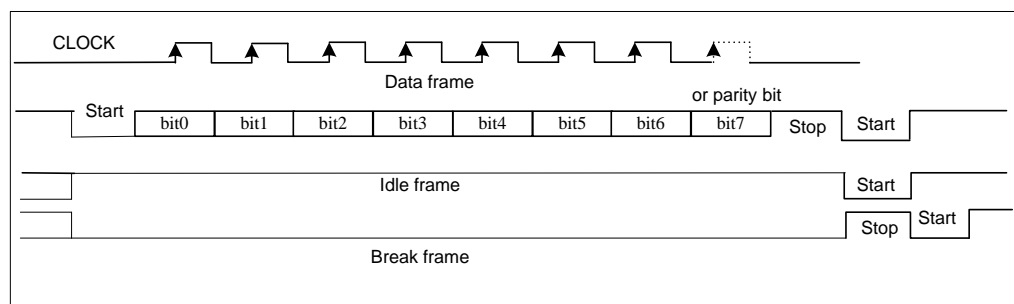 CLOCK
Data frame
or parity bit
Start bit0 bit1 bit2 bit3 bit4 bit5 bit6 bit7 Stop Start
Idle frame Start
Stop Start
Break frame